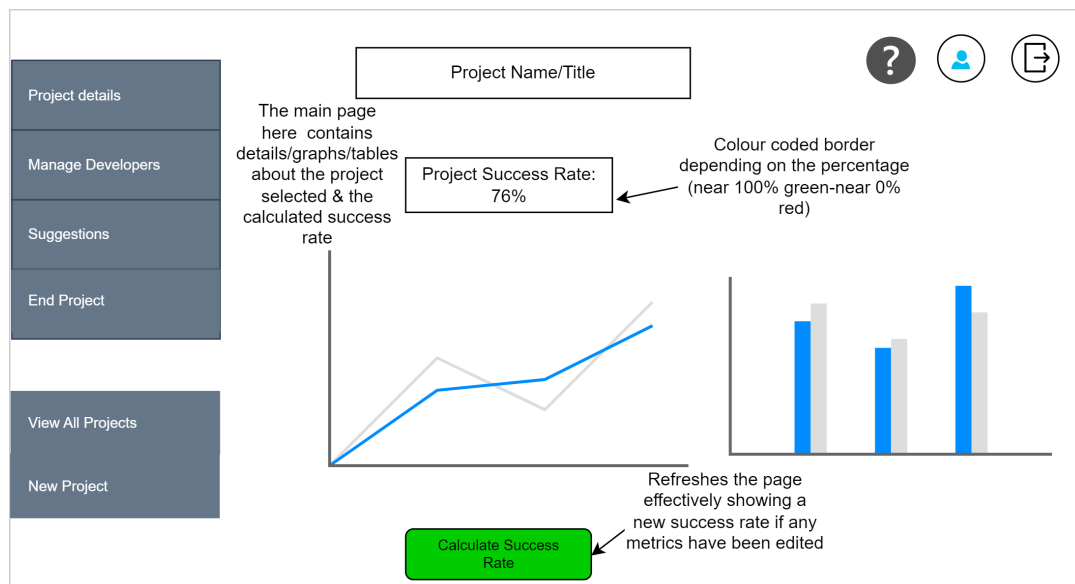 Project details
Manage Developers
Suggestions
End Project
View All Projects
New Project
Project Name/Title
?
The main page
here contains
details/graphs/tables
about the project
selected & the
calculated success
rate
Project Success Rate:
76%
Colour coded border
depending on the percentage
(near 100% green-near 0%
red)
Refreshes the page
effectively showing a
new success rate if any
metrics have been edited
Calculate Success
Rate